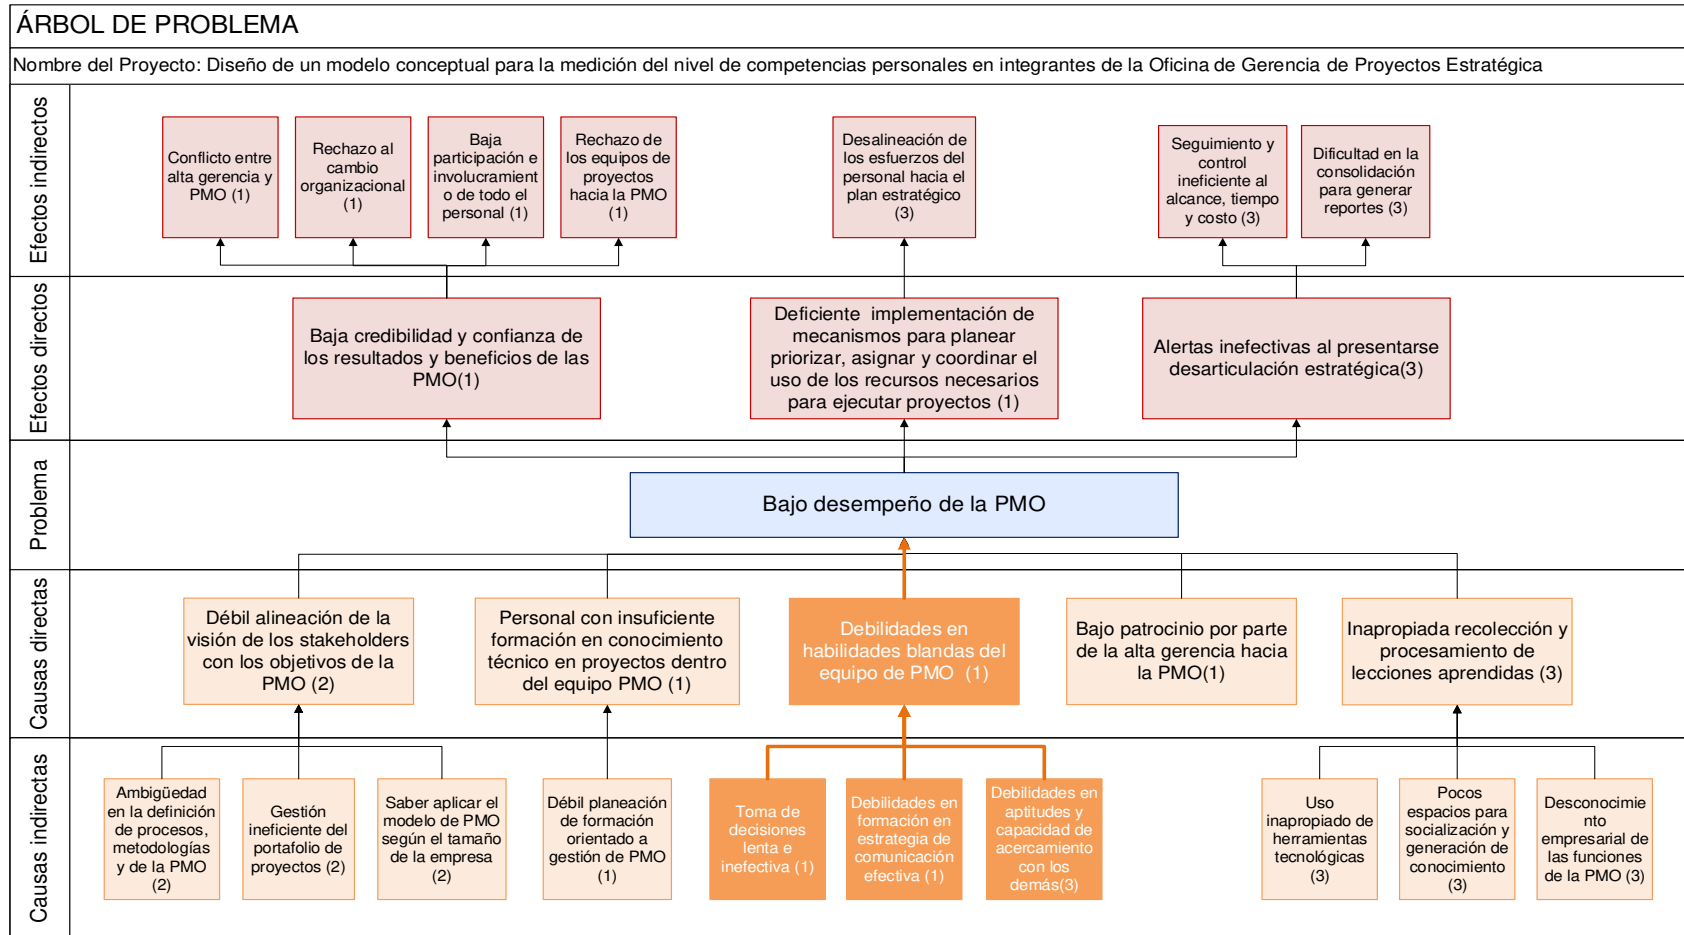 ÁRBOL DE PROBLEMA
Nombre del Proyecto: Diseño de un modelo conceptual para la medición del nivel de competencias personales en integrantes de la Oficina de Gerencia de Proyectos Estratégica
Efectos indirectos
Conflicto entre
alta gerencia y
PMO (1)
Rechazo al
cambio
organizacional
(1)
Baja
participación e
involucramient
o de todo el
personal (1)
Rechazo de
los equipos de
proyectos
hacia la PMO
(1)
Desalineación de
los esfuerzos del
personal hacia el
plan estratégico
(3)
Seguimiento y
control
ineficiente al
alcance, tiempo
y costo (3)
Dificultad en la
consolidación
para generar
reportes (3)
Efectos directos
Baja credibilidad y confianza de
los resultados y beneficios de las
PMO(1)
Deficiente  implementación de
mecanismos para planear
priorizar, asignar y coordinar el
uso de los recursos necesarios
para ejecutar proyectos (1)
Alertas inefectivas al presentarse
desarticulación estratégica(3)
Problema
Bajo desempeño de la PMO
Causas directas
Débil alineación de la
visión de los stakeholders
con los objetivos de la
PMO (2)
Personal con insuficiente
formación en conocimiento
técnico en proyectos dentro
del equipo PMO (1)
Debilidades en
habilidades blandas del
equipo de PMO  (1)
Bajo patrocinio por parte
de la alta gerencia hacia
la PMO(1)
Inapropiada recolección y
procesamiento de
lecciones aprendidas (3)
Causas indirectas
Ambigüedad
en la definición
de procesos,
metodologías
y de la PMO
(2)
Gestión
ineficiente del
portafolio de
proyectos (2)
Saber aplicar el
modelo de PMO
según el tamaño
de la empresa
(2)
Débil planeación
de formación
orientado a
gestión de PMO
(1)
Toma de
decisiones
lenta e
inefectiva (1)
Debilidades en
formación en
estrategia de
comunicación
efectiva (1)
Debilidades en
aptitudes y
capacidad de
acercamiento
con los
demás(3)
Uso
inapropiado de
herramientas
tecnológicas
(3)
Pocos
espacios para
socialización y
generación de
conocimiento
(3)
Desconocimie
nto
empresarial de
las funciones
de la PMO (3)